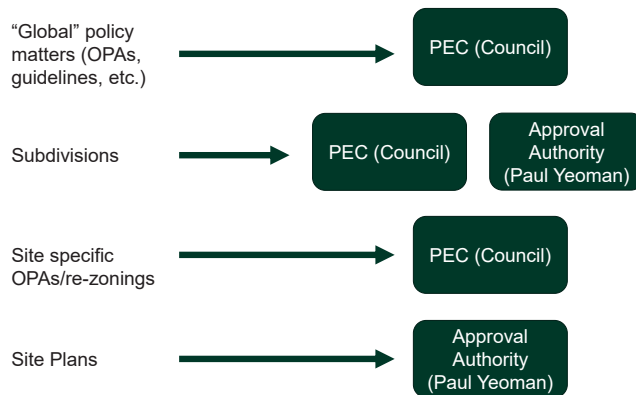 “Global” policy
matters (OPAs,
guidelines, etc.)
PEC (Council)
Subdivisions
PEC (Council)
Approval
Authority
(Paul Yeoman)
Site specific
OPAs/re-zonings
PEC (Council)
Site Plans
Approval
Authority
(Paul Yeoman)